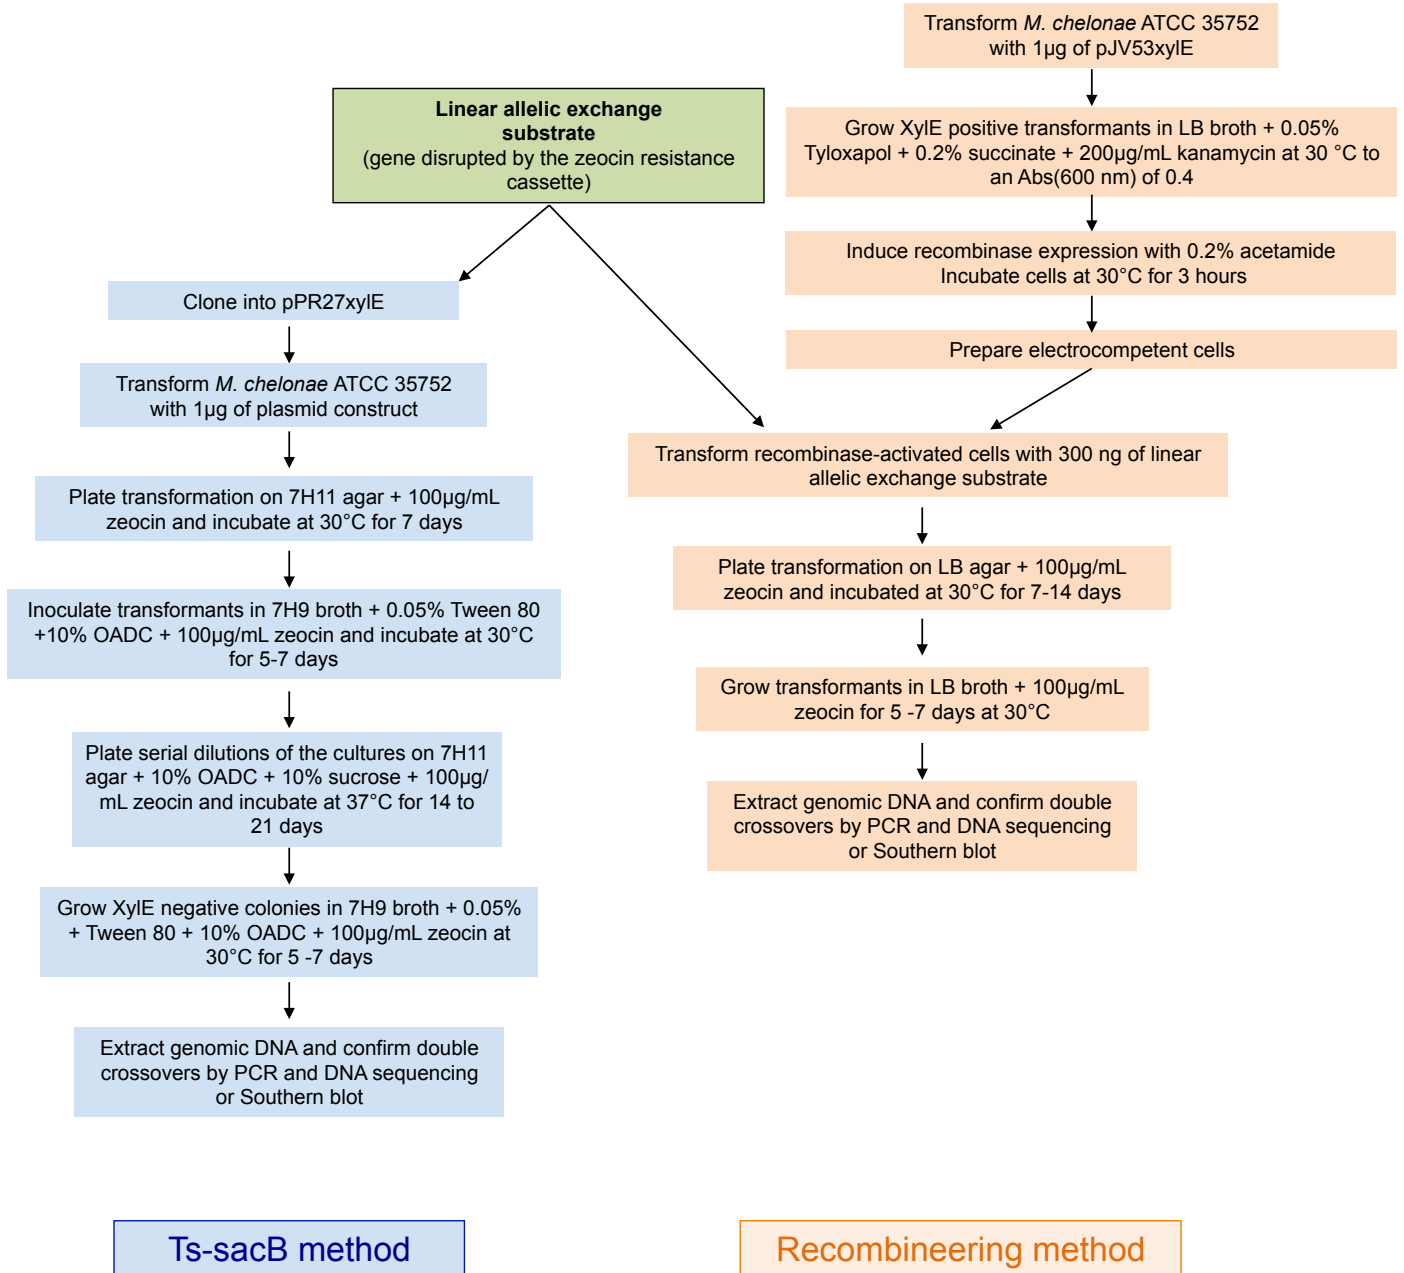 Transform M. chelonae ATCC 35752
with 1µg of pJV53xylE
Linear allelic exchange
substrate
(gene disrupted by the zeocin resistance
cassette)
Grow XylE positive transformants in LB broth + 0.05%
Tyloxapol + 0.2% succinate + 200µg/mL kanamycin at 30 °C to
an Abs(600 nm) of 0.4
Induce recombinase expression with 0.2% acetamide
Incubate cells at 30°C for 3 hours
Prepare electrocompetent cells
Clone into pPR27xylE
Transform M. chelonae ATCC 35752
with 1µg of plasmid construct
Plate transformation on 7H11 agar + 100µg/mL
zeocin and incubate at 30°C for 7 days
Inoculate transformants in 7H9 broth + 0.05% Tween 80
+10% OADC + 100µg/mL zeocin and incubate at 30°C
for 5-7 days
Plate serial dilutions of the cultures on 7H11
agar + 10% OADC + 10% sucrose + 100µg/
mL zeocin and incubate at 37°C for 14 to
21 days
Grow XylE negative colonies in 7H9 broth + 0.05%
+ Tween 80 + 10% OADC + 100µg/mL zeocin at
30°C for 5 -7 days
Extract genomic DNA and confirm double
crossovers by PCR and DNA sequencing
or Southern blot
Transform recombinase-activated cells with 300 ng of linear
allelic exchange substrate
Plate transformation on LB agar + 100µg/mL
zeocin and incubated at 30°C for 7-14 days
Grow transformants in LB broth + 100µg/mL
zeocin for 5 -7 days at 30°C
Extract genomic DNA and confirm double
crossovers by PCR and DNA sequencing
or Southern blot
Ts-sacB method
Recombineering method